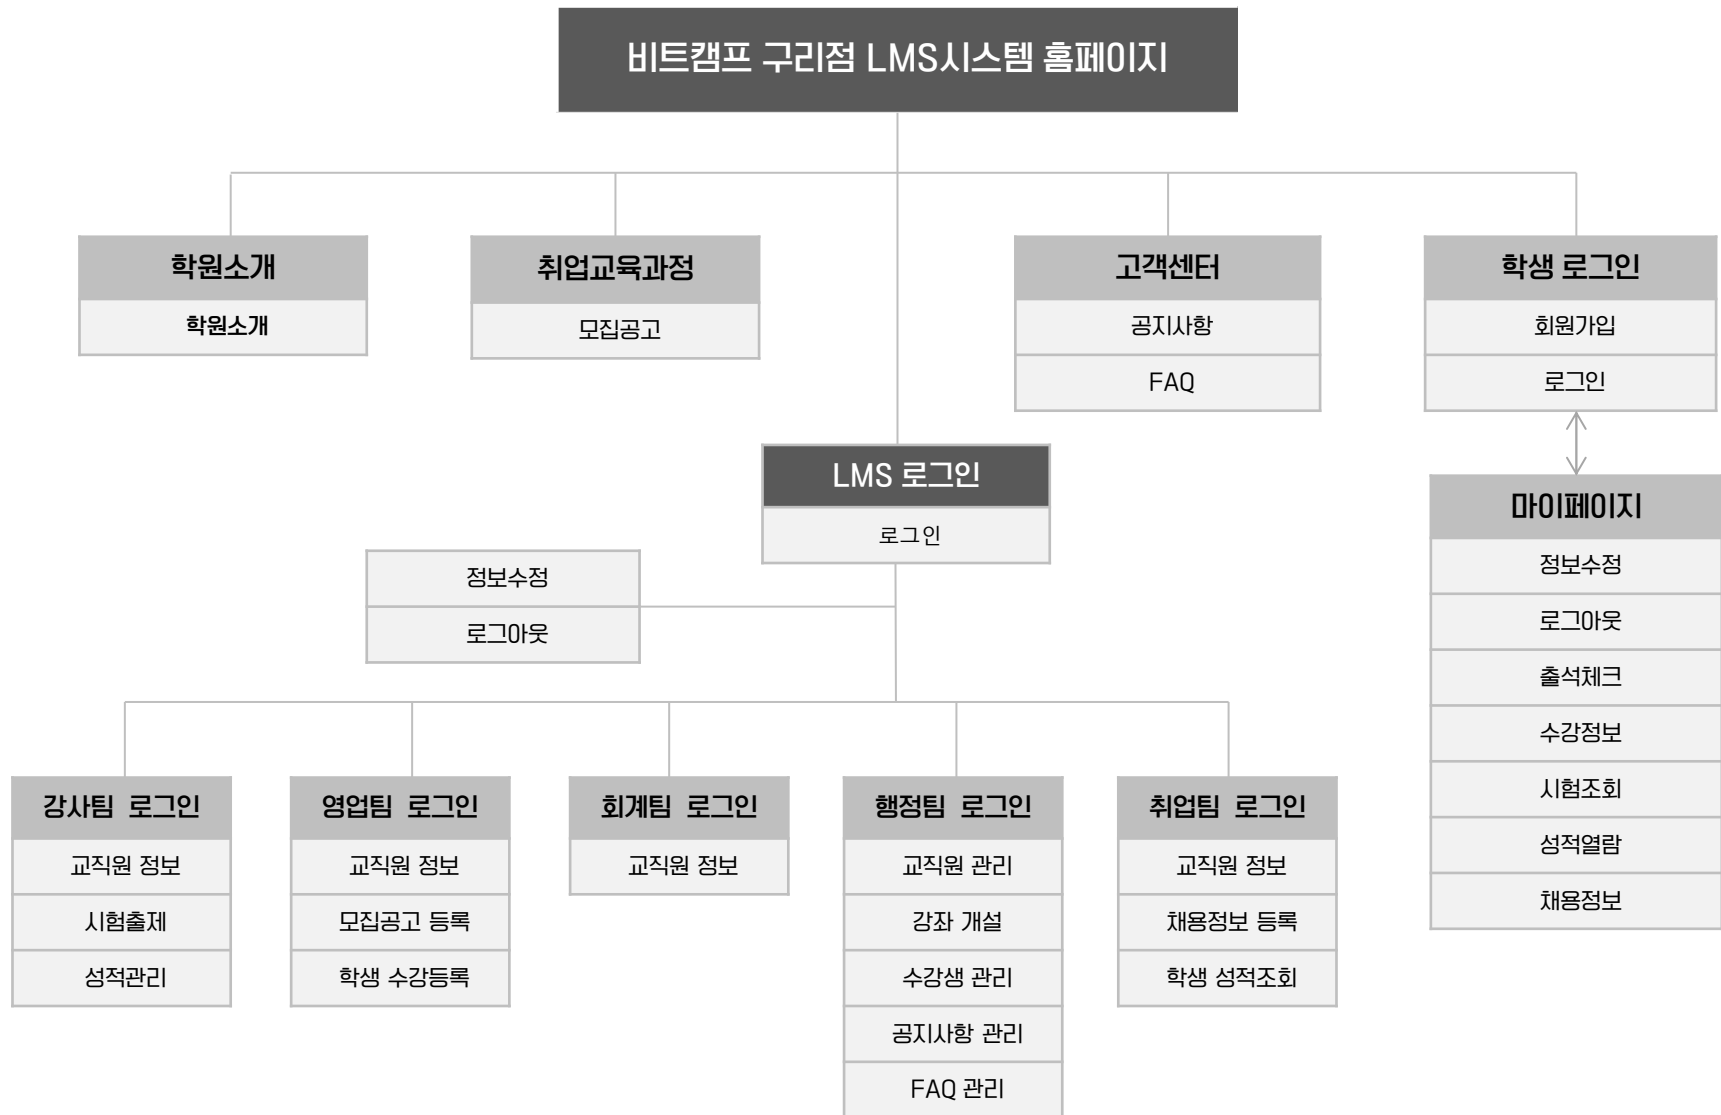 비트캠프 구리점 LMS시스템 홈페이지
학원소개
학원소개
취업교육과정
모집공고
고객센터
공지사항
FAQ
학생 로그인
회원가입
로그인
LMS 로그인
로그인
정보수정
로그아웃
마이페이지
정보수정
로그아웃
출석체크
수강정보
시험조회
성적열람
채용정보
강사팀 로그인
교직원 정보
시험출제
성적관리
영업팀 로그인
교직원 정보
모집공고 등록
학생 수강등록
회계팀 로그인
교직원 정보
행정팀 로그인
교직원 관리
강좌 개설
수강생 관리
공지사항 관리
FAQ 관리
취업팀 로그인
교직원 정보
채용정보 등록
학생 성적조회